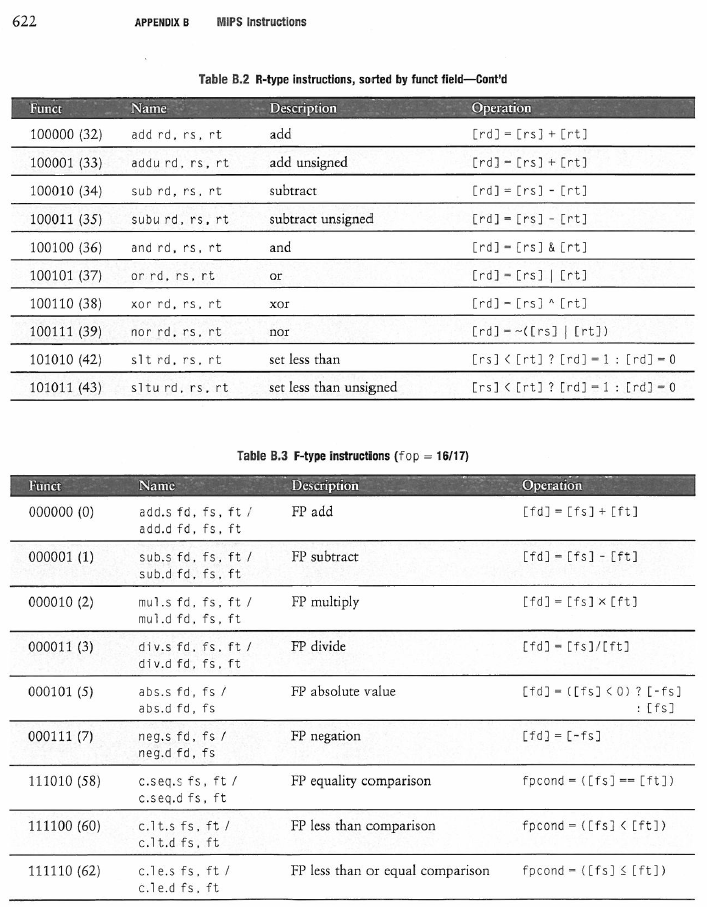 622 APPENDIX B MIPS Instructions
Table B.2 R-type instructions, sorted by funct field—Cont'd
Funct Name Description Operation
100000 (32) add rd, rs, rt add [rd] = [rs] + [rt]
100001 (33) addu rd, rs, rt add unsigned [rd] = [rs] + [rt]
100010 (34) sub rd, rs, rt subtract [rd] = [rs] - [rt]
100011 (35) subu rd, rs, rt subtract unsigned [rd] = [rs] - [rt]
100100 (36) and rd, rs, rt and [rd] = [rs] & [rt]
100101 (37) or rd, rs, rt or [rd] = [rs] | [rt]
100110 (38) xor rd, rs, rt xor [rd] = [rs] ^ [rt]
100111 (39) nor rd, rs, rt nor [rd] = ~([rs] | [rt])
101010 (42) slt rd, rs, rt set less than [rs] < [rt] ? [rd] = 1 : [rd] = 0
101011 (43) sltu rd, rs, rt set less than unsigned [rs] < [rt] ? [rd] = 1 : [rd] = 0
Table B.3 F-type instructions (fop = 16/17)
Funct Name Description Operation
000000 (0) add.s fd, fs, ft / FP add [fd] = [fs] + [ft]
add.d fd, fs, ft
000001 (1) sub.s fd, fs, ft / FP subtract [fd] = [fs] - [ft]
sub.d fd, fs, ft
000010 (2) mul.s fd, fs, ft / FP multiply [fd] = [fs] × [ft]
mul.d fd, fs, ft
000011 (3) div.s fd, fs, ft / FP divide [fd] = [fs]/[ft]
div.d fd, fs, ft
000101 (5) abs.s fd, fs / FP absolute value [fd] = ([fs] < 0) ? [-fs]
abs.d fd, fs : [fs]
000111 (7) neg.s fd, fs / FP negation [fd] = [-fs]
neg.d fd, fs
111010 (58) c.seq.s fs, ft / FP equality comparison fpcond = ([fs] == [ft])
c.seq.d fs, ft
111100 (60) c.lt.s fs, ft / FP less than comparison fpcond = ([fs] < [ft])
c.lt.d fs, ft
111110 (62) c.le.s fs, ft / FP less than or equal comparison fpcond = ([fs] ≤ [ft])
c.le.d fs, ft